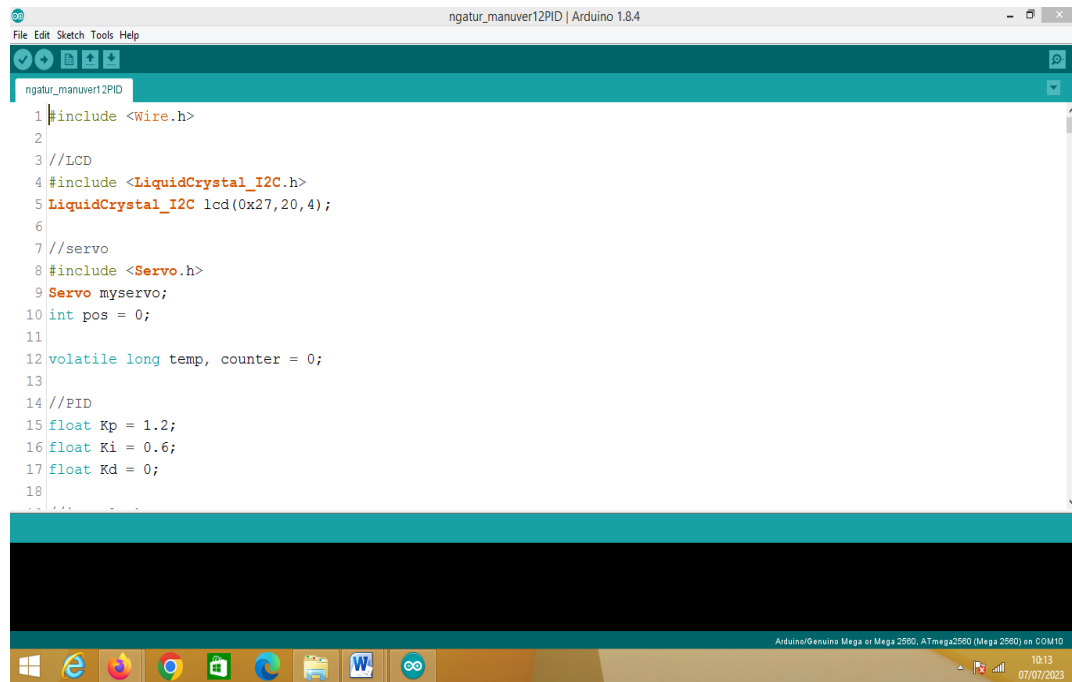 ngatur_manuver12PID | Arduino 1.8.4
File Edit Sketch Tools Help
ngatur_manuver12PID
1 #include <Wire.h>
2
3 //LCD
4 #include <LiquidCrystal_I2C.h>
5 LiquidCrystal_I2C lcd(0x27,20,4);
6
7 //servo
8 #include <Servo.h>
9 Servo myservo;
10 int pos = 0;
11
12 volatile long temp, counter = 0;
13
14 //PID
15 float Kp = 1.2;
16 float Ki = 0.6;
17 float Kd = 0;
18
Arduino/Genuino Mega or Mega 2560, ATmega2560 (Mega 2560) on COM10
10:13
07/07/2023